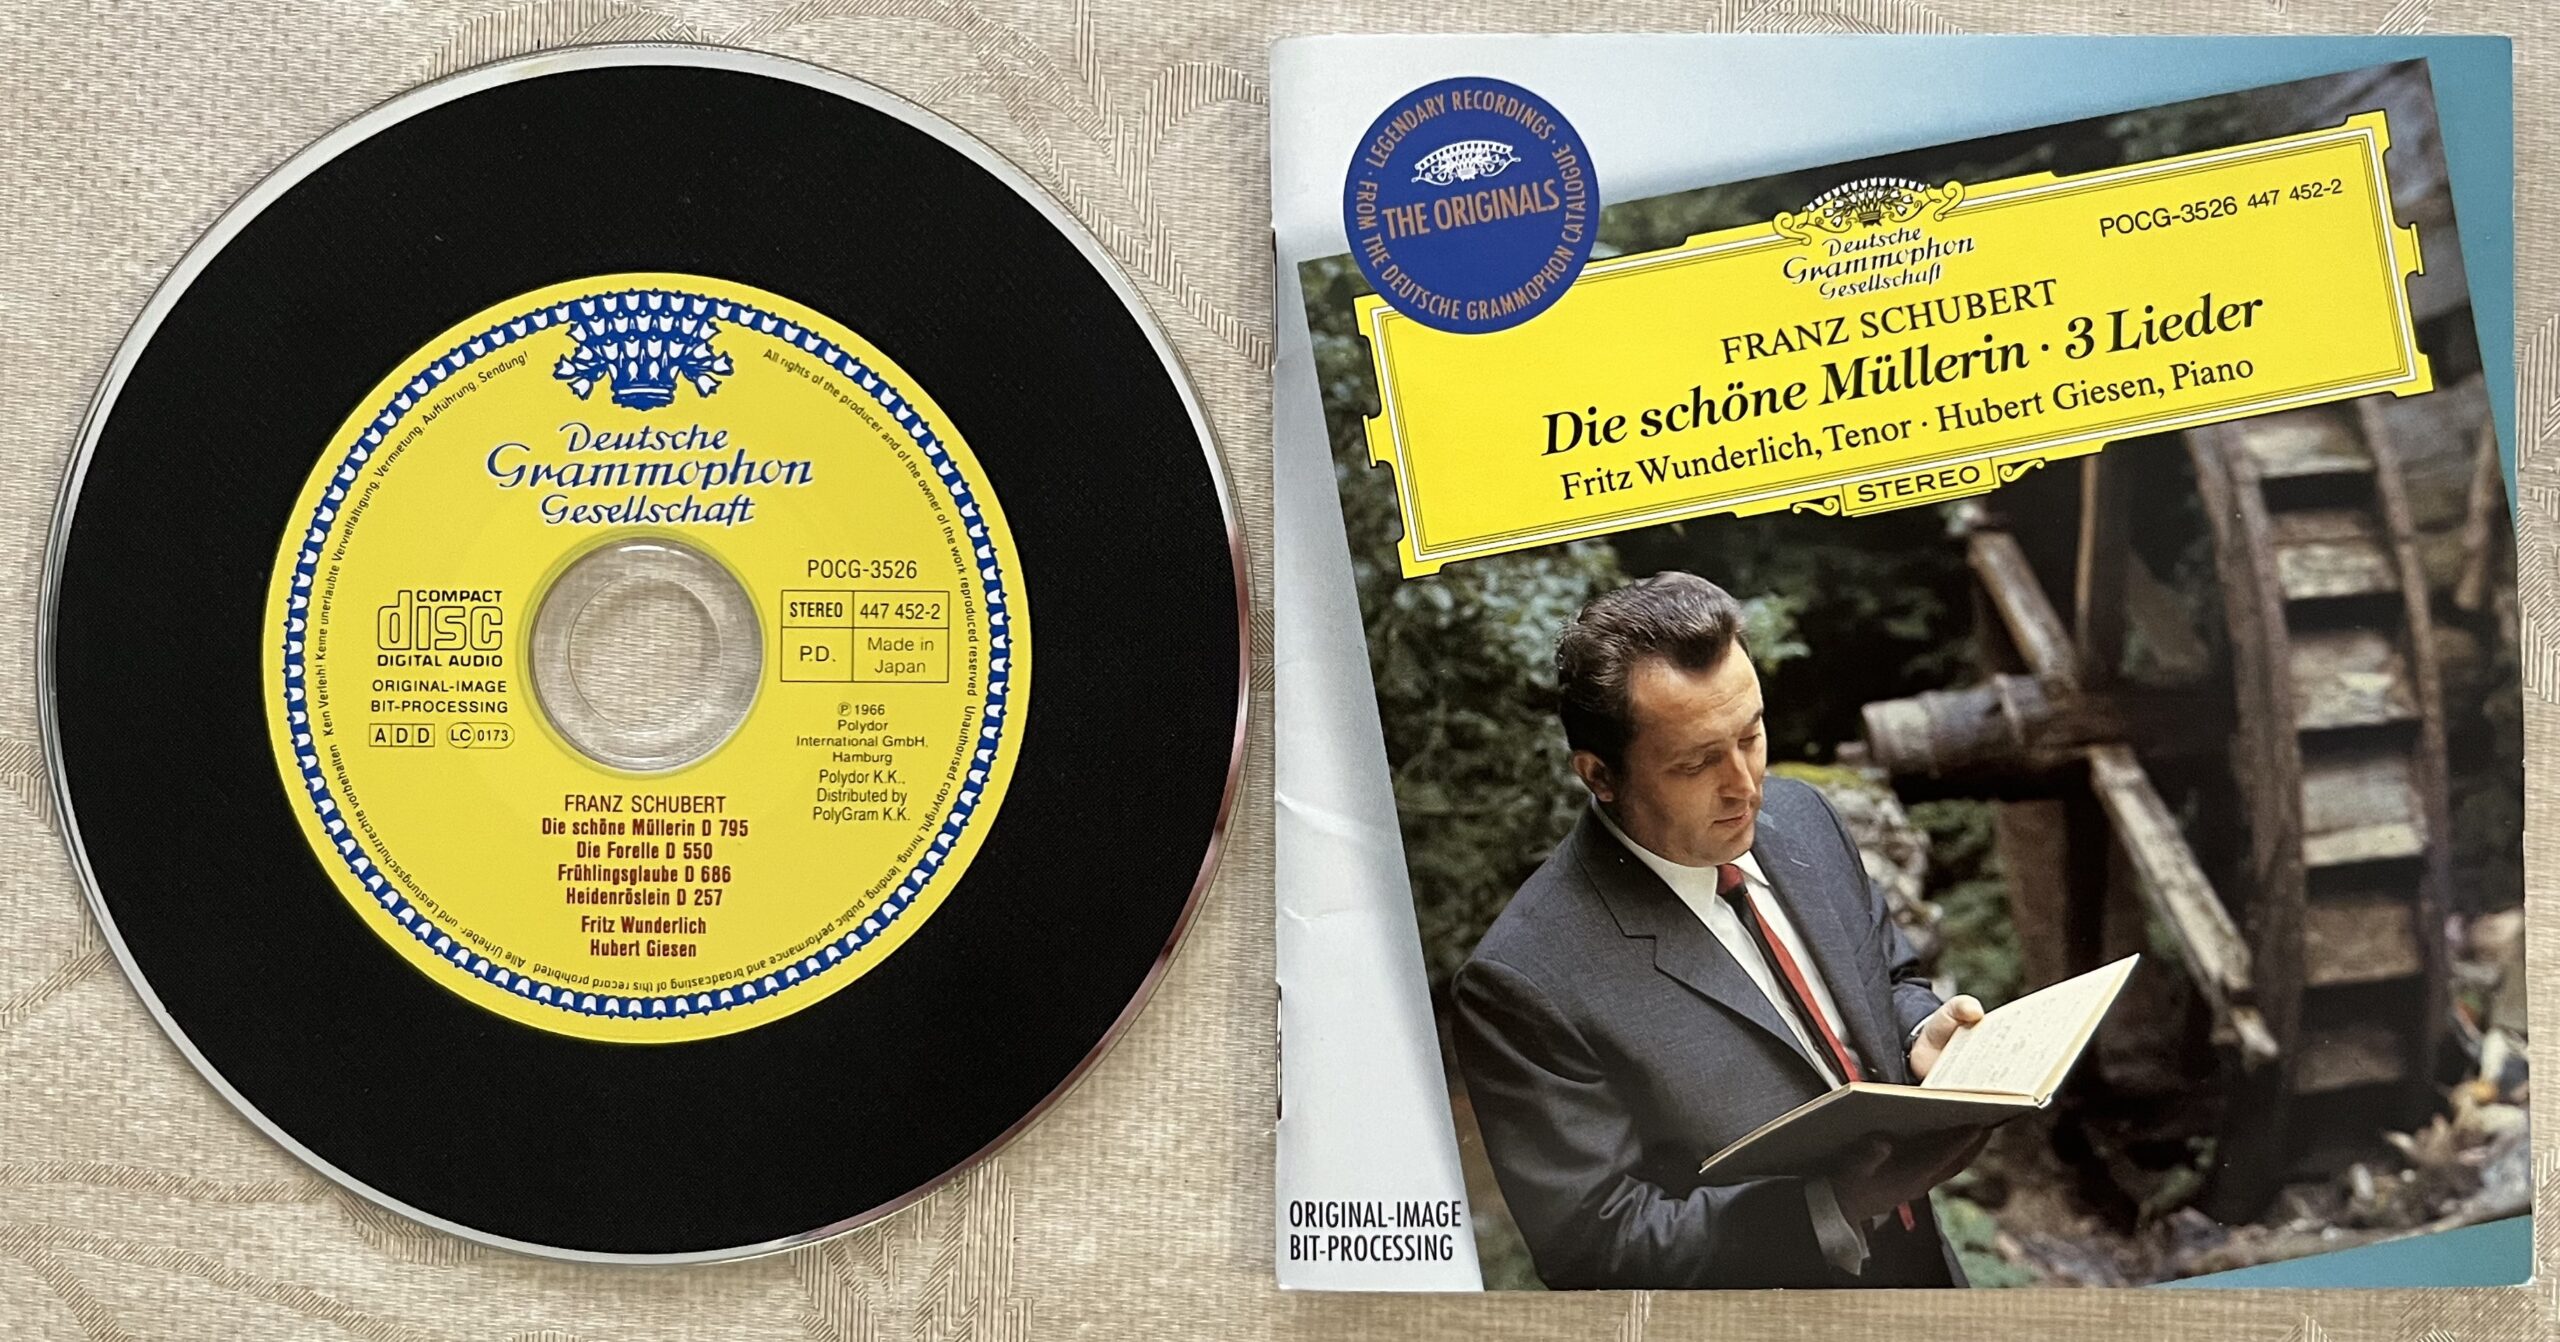 Deutsche
Grammophon
Gesellschaft
COMPACT
disc
DIGITAL AUDIO
ORIGINAL-IMAGE
BIT-PROCESSING
ADD LC 0173
POCG-3526
STEREO 447 452-2
P.D. Made in
Japan
℗ 1966
Polydor
International GmbH,
Hamburg
Polydor K.K.,
Distributed by
PolyGram K.K.
FRANZ SCHUBERT
Die schöne Müllerin D 795
Die Forelle D 550
Frühlingsglaube D 686
Heidenröslein D 257
Fritz Wunderlich
Hubert Giesen
All rights of the producer and of the owner of the work reproduced reserved Unauthorised copyright, hiring, lending, public performance and broadcasting of this record prohibited Alle Urheber- und Leistungsschutzrechte vorbehalten Kein Verleih! Keine unerlaubte Vervielfältigung, Vermietung, Aufführung, Sendung!
· LEGENDARY RECORDINGS · FROM THE DEUTSCHE GRAMMOPHON CATALOGUE
THE ORIGINALS
Deutsche
Grammophon
Gesellschaft
POCG-3526 447 452-2
FRANZ SCHUBERT
Die schöne Müllerin · 3 Lieder
Fritz Wunderlich, Tenor · Hubert Giesen, Piano
STEREO
ORIGINAL-IMAGE
BIT-PROCESSING